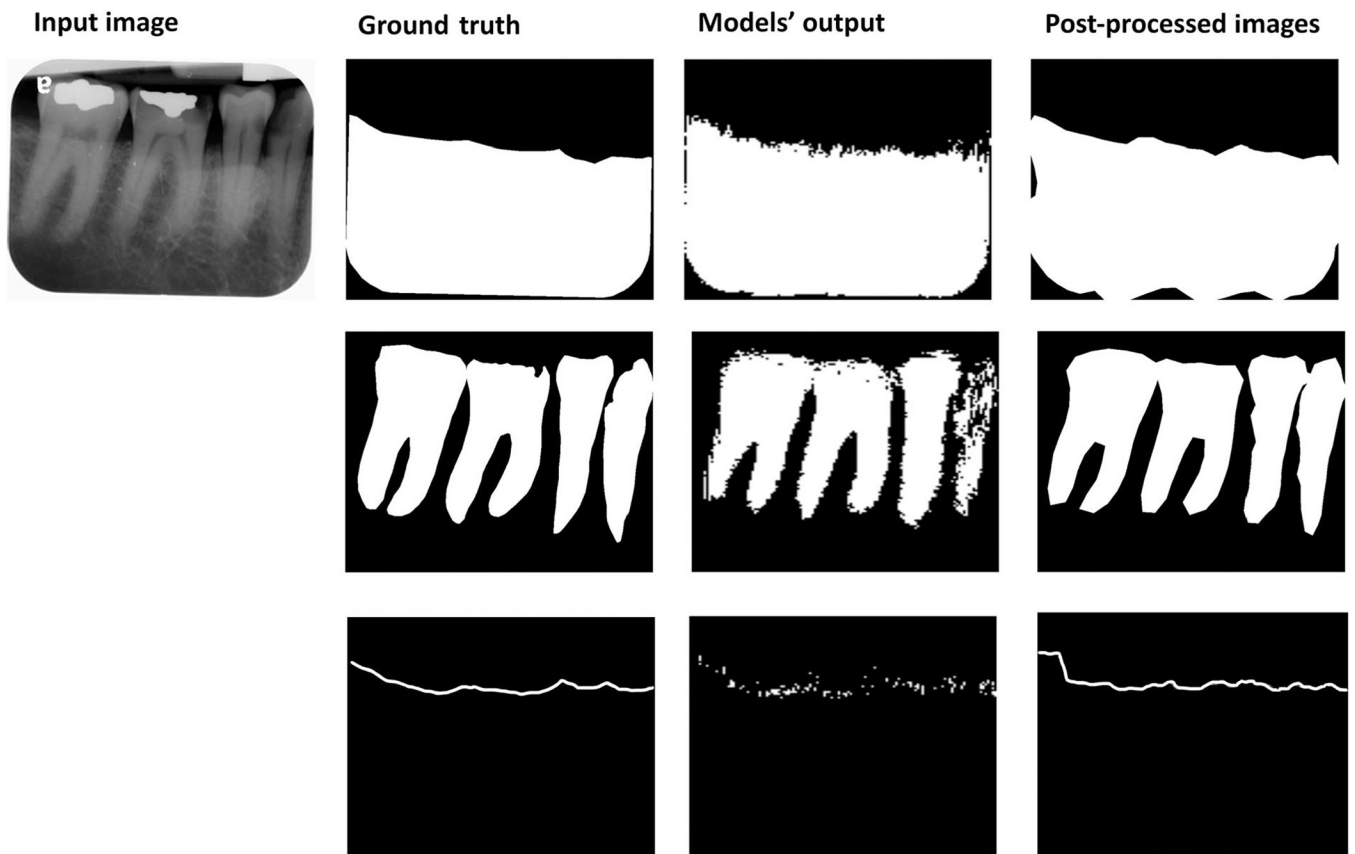 Input image
Ground truth
Models' output
Post-processed images
a